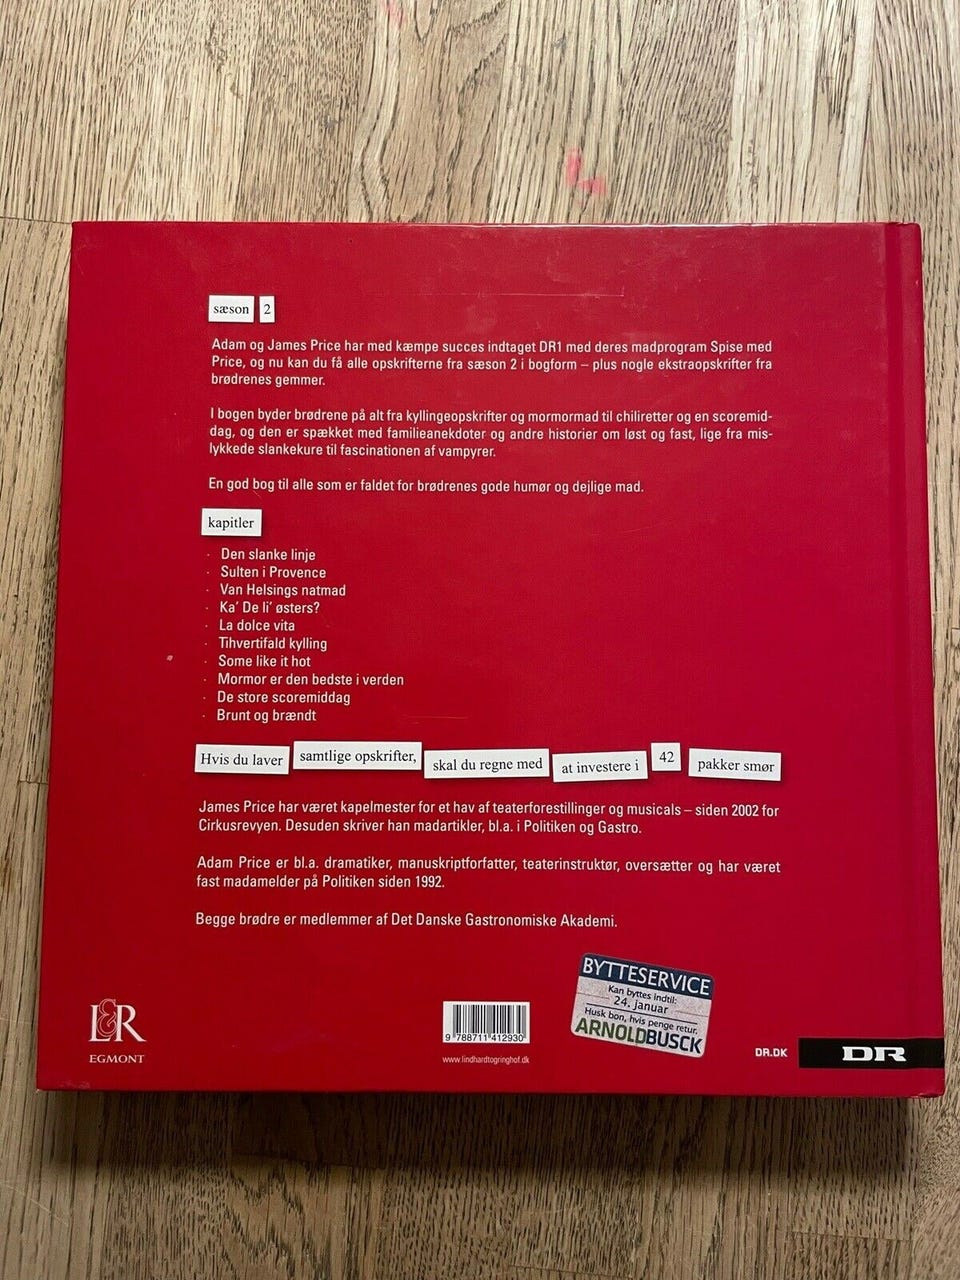 sæson 2
Adam og James Price har med kæmpe succes indtaget DR1 med deres madprogram Spise med
Price, og nu kan du få alle opskrifterne fra sæson 2 i bogform – plus nogle ekstraopskrifter fra
brødrenes gemmer.
I bogen byder brødrene på alt fra kyllingeopskrifter og mormormad til chiliretter og en scoremid-
dag, og den er spækket med familieanekdoter og andre historier om løst og fast, lige fra mis-
lykkede slankekure til fascinationen af vampyrer.
En god bog til alle som er faldet for brødrenes gode humør og dejlige mad.
kapitler
· Den slanke linje
· Sulten i Provence
· Van Helsings natmad
· Ka' De li' østers?
· La dolce vita
· Tihvertifald kylling
· Some like it hot
· Mormor er den bedste i verden
· De store scoremiddag
· Brunt og brændt
Hvis du laver samtlige opskrifter, skal du regne med at investere i 42 pakker smør
James Price har været kapelmester for et hav af teaterforestillinger og musicals – siden 2002 for
Cirkusrevyen. Desuden skriver han madartikler, bl.a. i Politiken og Gastro.
Adam Price er bl.a. dramatiker, manuskriptforfatter, teaterinstruktør, oversætter og har været
fast madamelder på Politiken siden 1992.
Begge brødre er medlemmer af Det Danske Gastronomiske Akademi.
BYTTESERVICE
Kan byttes indtil:
24. januar
Husk bon, hvis penge retur.
ARNOLDBUSCK
L&R
EGMONT
9 788711 412930
www.lindhardtogringhof.dk
DR.DK
DR